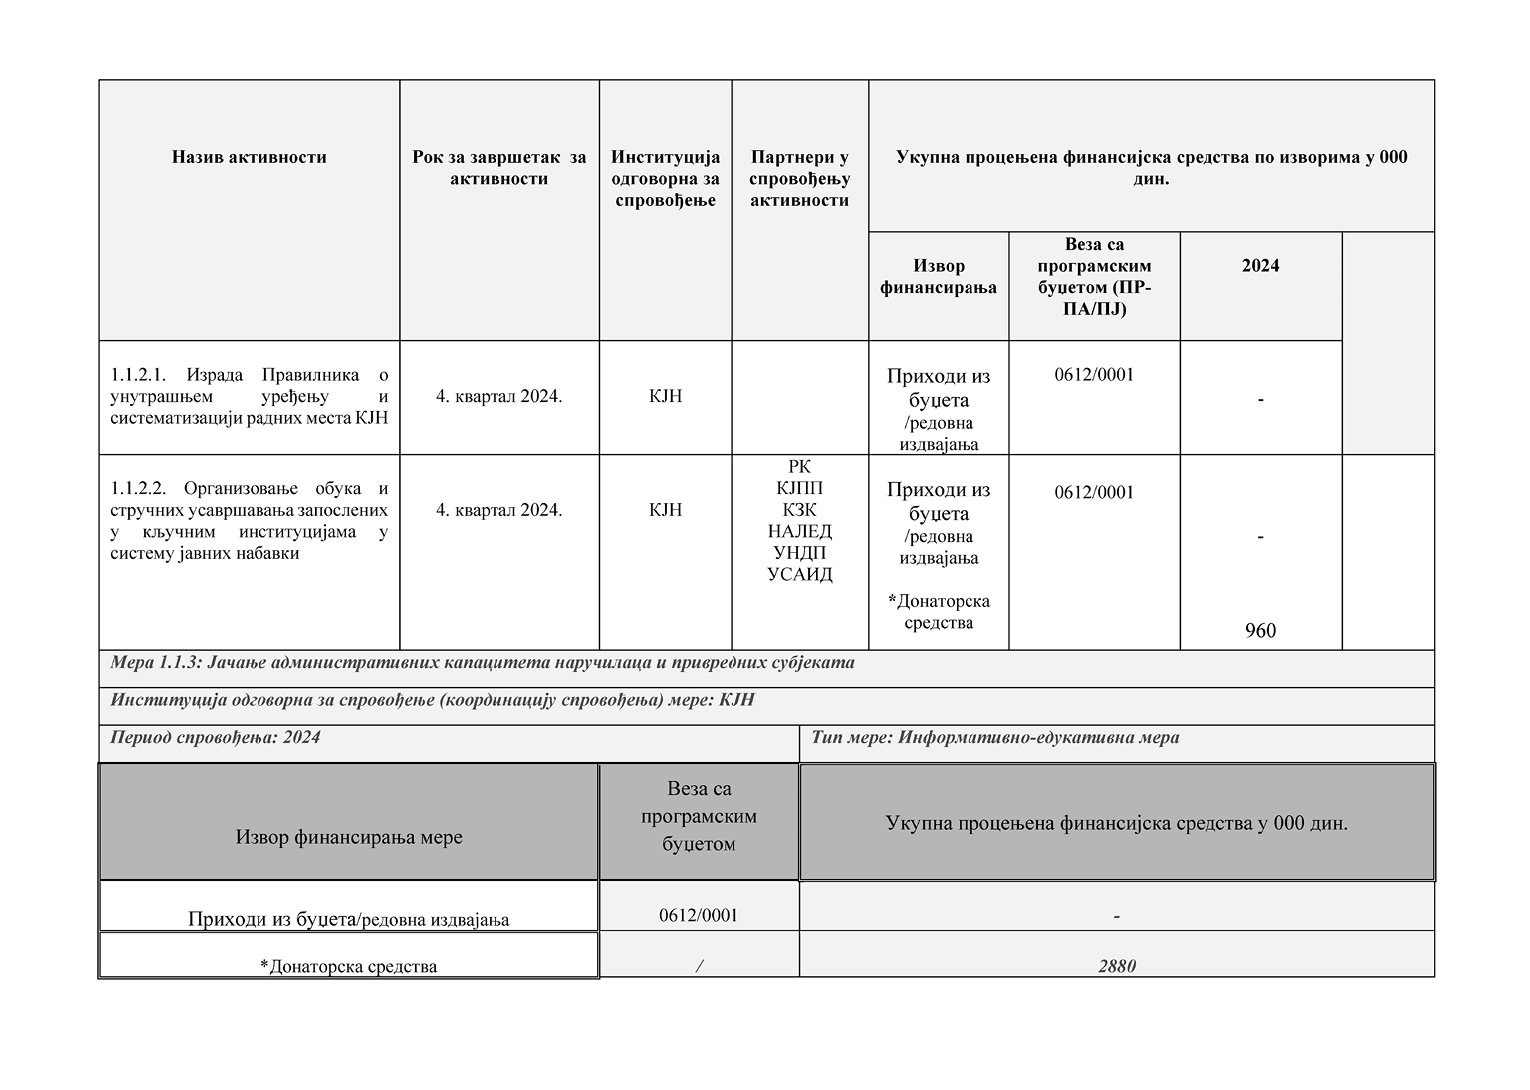 Назив активности
Рок за завршетак за
активности
Институција
одговорна за
спровођење
Партнери у
спровођењу
активности
Укупна процењена финансијска средства по изворима у 000
дин.
Извор
финансирања
Веза са
програмским
буџетом (ПР-
ПА/ПЈ)
2024
1.1.2.1. Израда Правилника о
унутрашњем уређењу и
систематизацији радних места КЈН
4. квартал 2024.
КЈН
Приходи из
буџета
/редовна
издвајања
0612/0001
-
1.1.2.2. Организовање обука и
стручних усавршавања запослених
у кључним институцијама у
систему јавних набавки
4. квартал 2024.
КЈН
РК
КЈПП
КЗК
НАЛЕД
УНДП
УСАИД
Приходи из
буџета
/редовна
издвајања
*Донаторска
средства
0612/0001
-
960
Мера 1.1.3: Јачање административних капацитета наручилаца и привредних субјеката
Институција одговорна за спровођење (координацију спровођења) мере: КЈН
Период спровођења: 2024
Тип мере: Информативно-едукативна мера
Извор финансирања мере
Веза са
програмским
буџетом
Укупна процењена финансијска средства у 000 дин.
Приходи из буџета/редовна издвајања
0612/0001
-
*Донаторска средства
/
2880